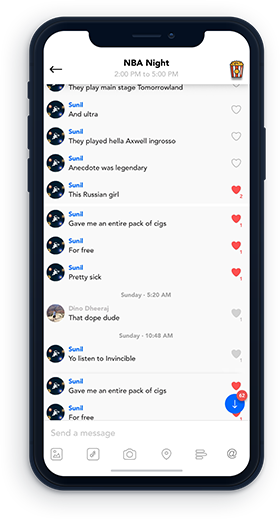 NBA Night
2:00 PM to 5:00 PM
They play main stage Tomorrowland
Sunil
And ultra
Sunil
They played hella Axwell ingrosso
Sunil
Anecdote was legendary
Sunil
This Russian girl
2
Sunil
Gave me an entire pack of cigs
1
Sunil
For free
1
Sunil
Pretty sick
1
Sunday - 5:20 AM
Dino Dheeraj
That dope dude
1
Sunday - 10:48 AM
Sunil
Yo listen to Invincible
1
Sunil
Gave me an entire pack of cigs
1
62
Sunil
For free
1
Send a message
@